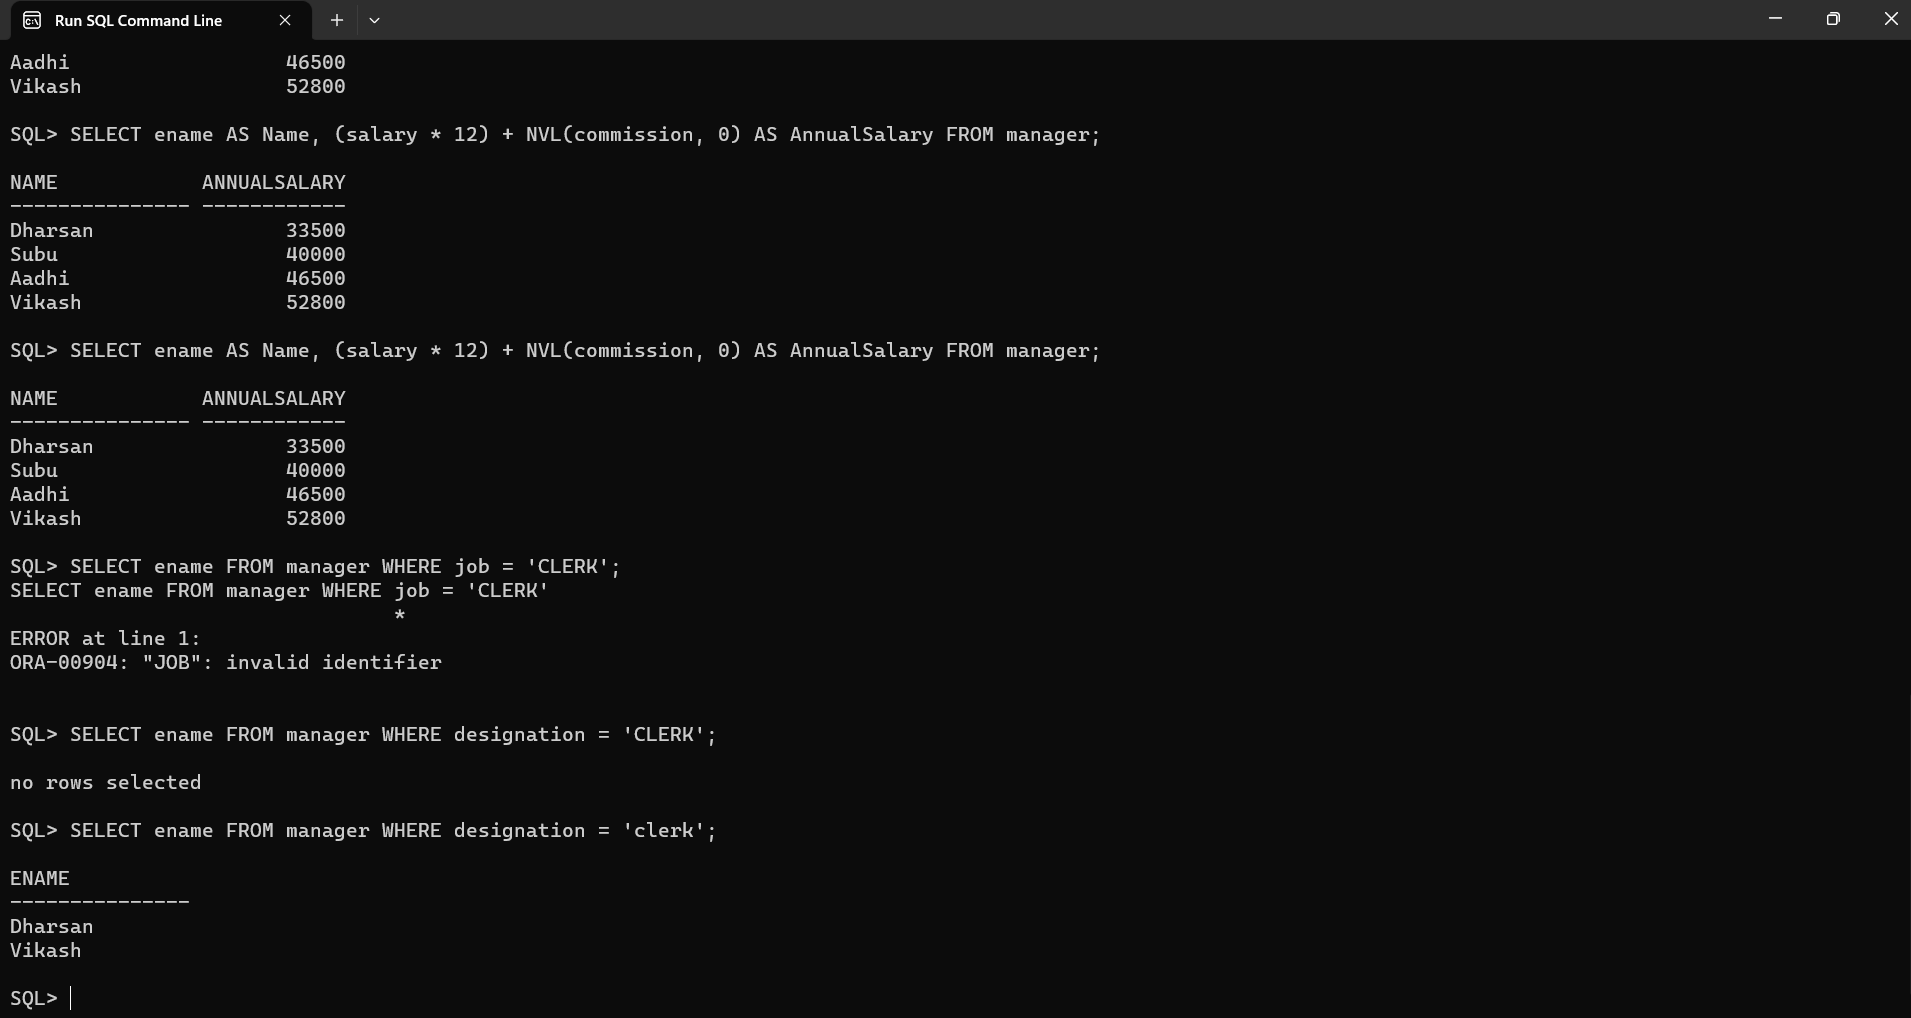 Run SQL Command Line
Aadhi                  46500
Vikash                 52800
SQL> SELECT ename AS Name, (salary * 12) + NVL(commission, 0) AS AnnualSalary FROM manager;
NAME            ANNUALSALARY
--------------- ------------
Dharsan                33500
Subu                   40000
Aadhi                  46500
Vikash                 52800
SQL> SELECT ename AS Name, (salary * 12) + NVL(commission, 0) AS AnnualSalary FROM manager;
NAME            ANNUALSALARY
--------------- ------------
Dharsan                33500
Subu                   40000
Aadhi                  46500
Vikash                 52800
SQL> SELECT ename FROM manager WHERE job = 'CLERK';
SELECT ename FROM manager WHERE job = 'CLERK'
                                *
ERROR at line 1:
ORA-00904: "JOB": invalid identifier
SQL> SELECT ename FROM manager WHERE designation = 'CLERK';
no rows selected
SQL> SELECT ename FROM manager WHERE designation = 'clerk';
ENAME
---------------
Dharsan
Vikash
SQL>